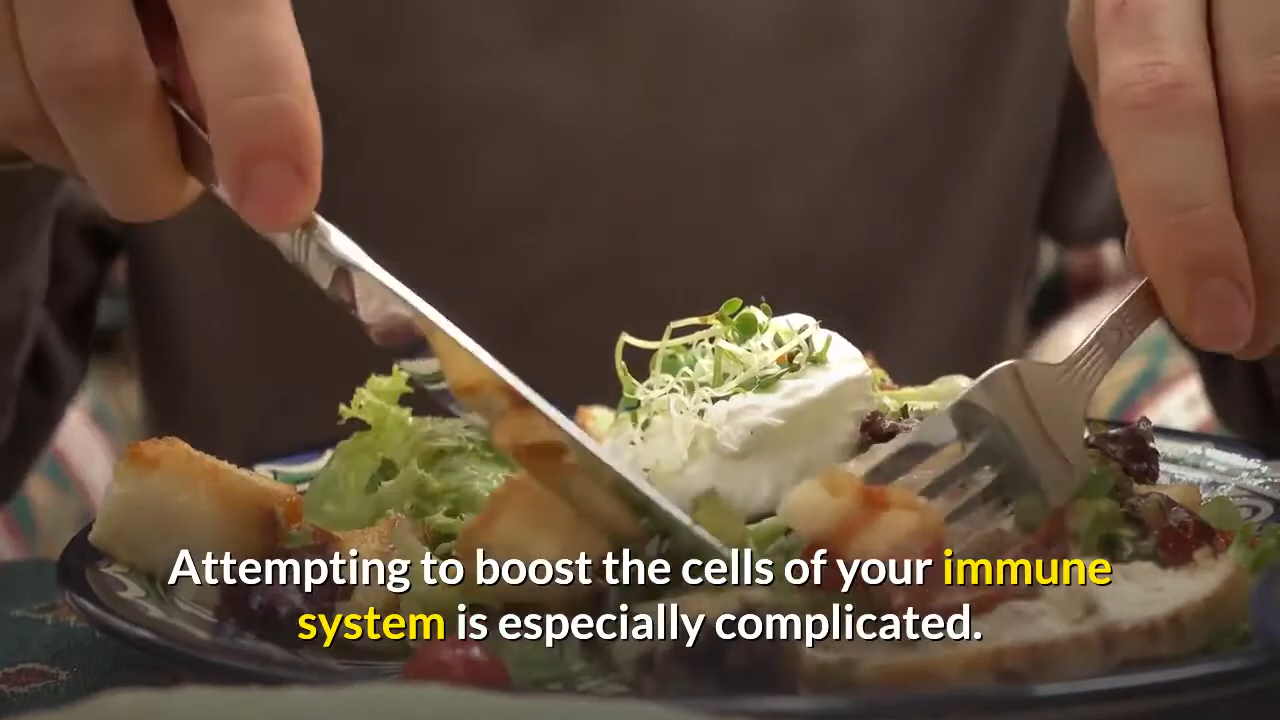 Attempting to boost the cells of your immune
system is especially complicated.